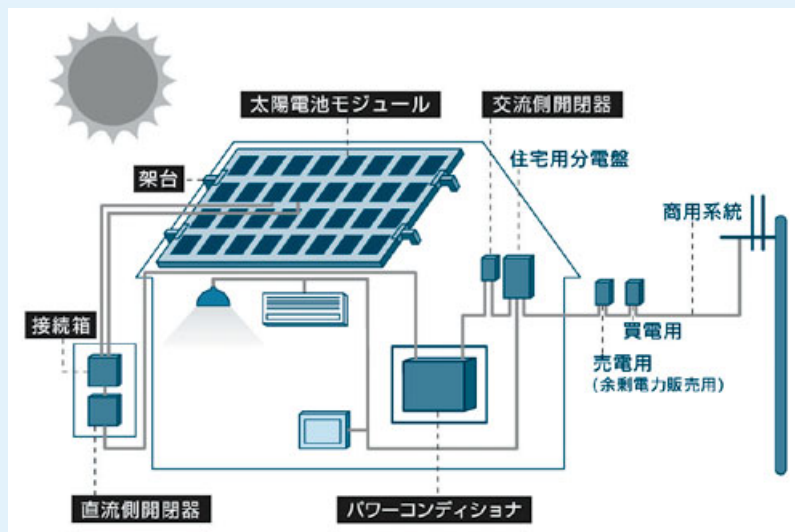 太陽電池モジュール
交流側開閉器
住宅用分電盤
架台
商用系統
接続箱
買電用
売電用
(余剰電力販売用)
直流側開閉器
パワーコンディショナ